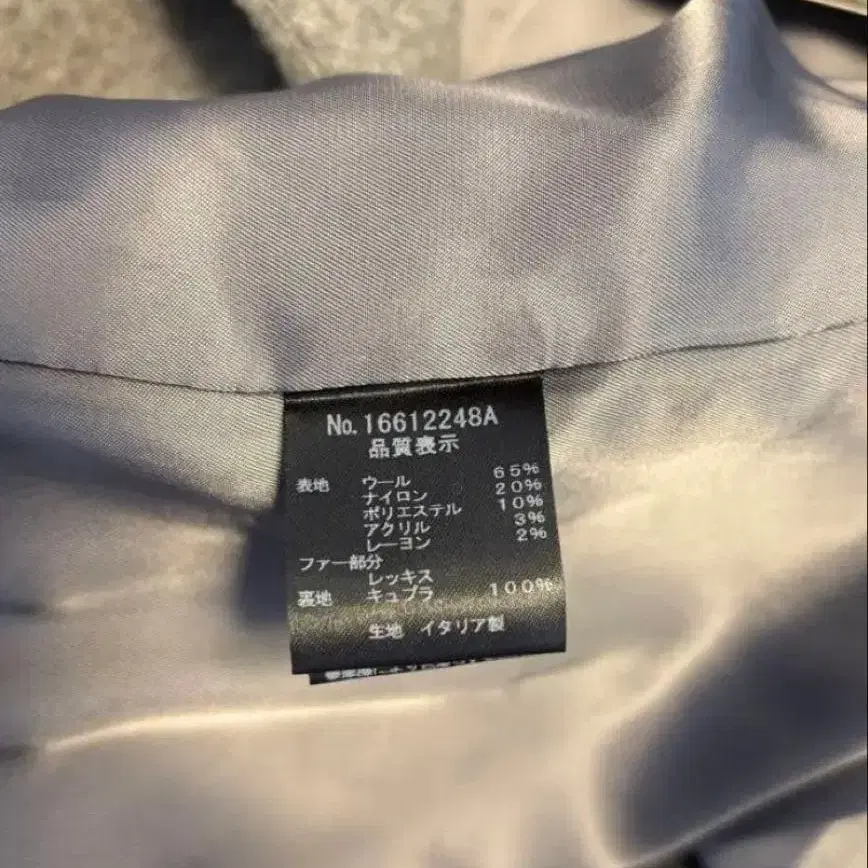 No.16612248A
品質表示
表地 ウール 65%
ナイロン 20%
ポリエステル 10%
アクリル 3%
レーヨン 2%
ファー部分
レッキス
裏地 キュプラ 100%
生地 イタリア製